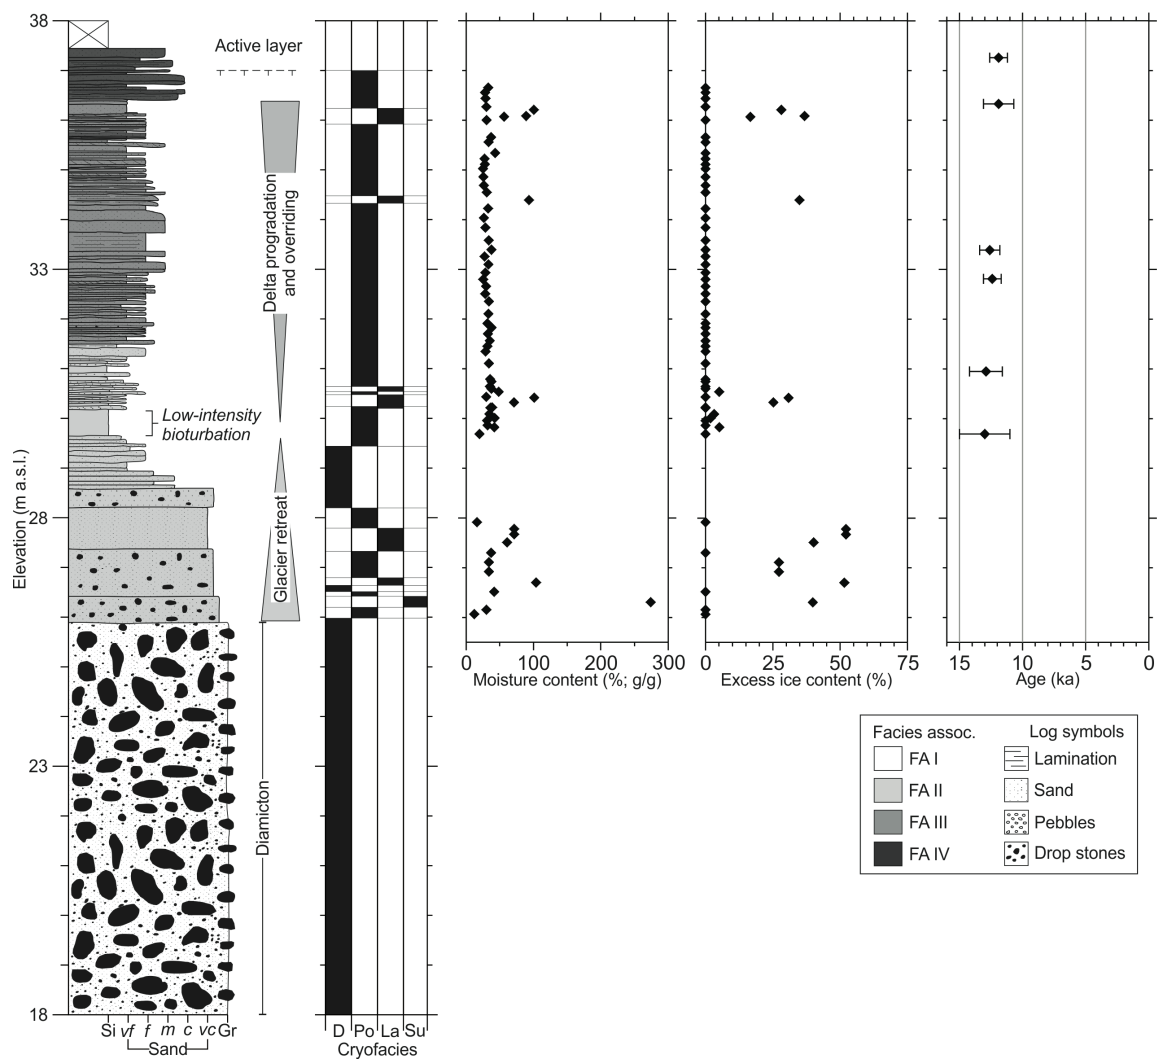 38
33
28
23
18
Elevation (m a.s.l.)
Active layer
Delta progradation
and overriding
Low-intensity
bioturbation
Glacier retreat
Diamicton
Si vf f m c vc Gr
Sand
D Po La Su
Cryofacies
0 100 200 300
Moisture content (%; g/g)
0 25 50 75
Excess ice content (%)
15 10 5 0
Age (ka)
Facies assoc.
FA I
FA II
FA III
FA IV
Log symbols
Lamination
Sand
Pebbles
Drop stones